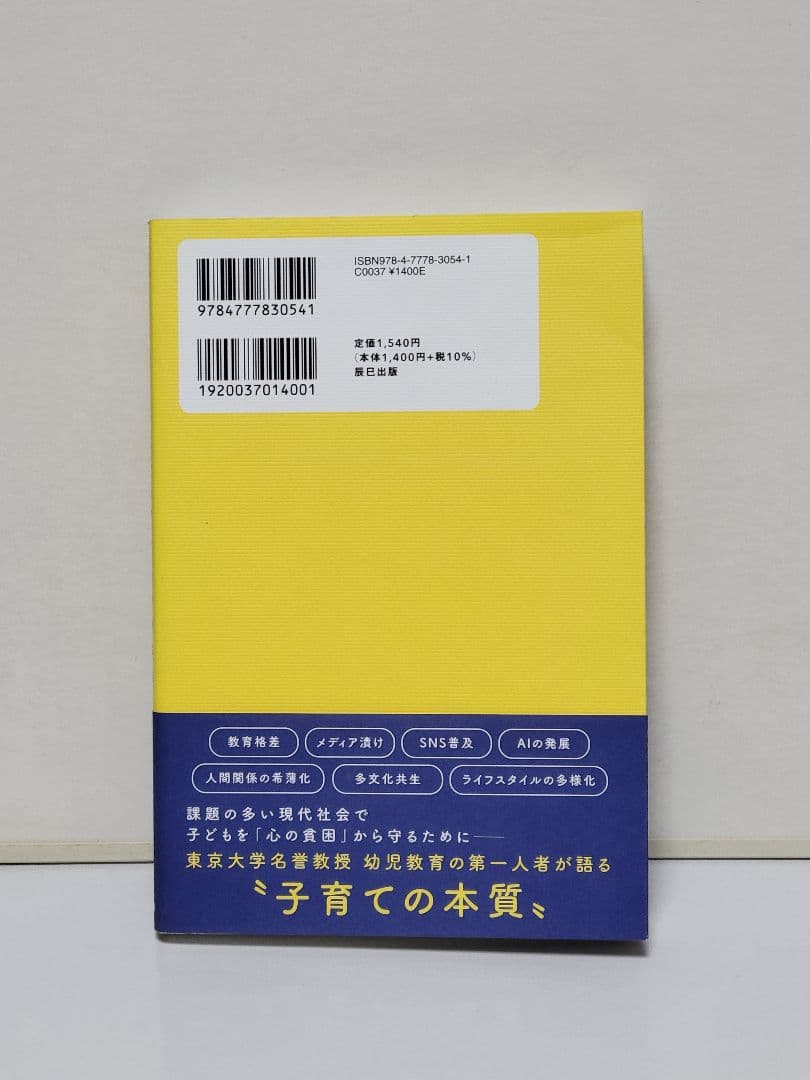 ISBN978-4-7778-3054-1
C0037 ¥1400E
9784777830541
定価1,540円
(本体1,400円+税10%)
辰巳出版
1920037014001
教育格差 メディア漬け SNS普及 AIの発展
人間関係の希薄化 多文化共生 ライフスタイルの多様化
課題の多い現代社会で
子どもを「心の貧困」から守るために——
東京大学名誉教授 幼児教育の第一人者が語る
〝子育ての本質〟